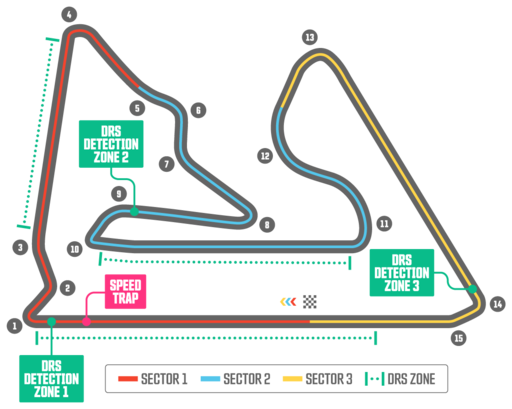 4
13
5
6
DRS
DETECTION
ZONE 2
12
7
9
8
11
10
3
DRS
DETECTION
ZONE 3
2
SPEED
TRAP
14
1
15
DRS
DETECTION
ZONE 1
SECTOR 1 SECTOR 2 SECTOR 3 DRS ZONE